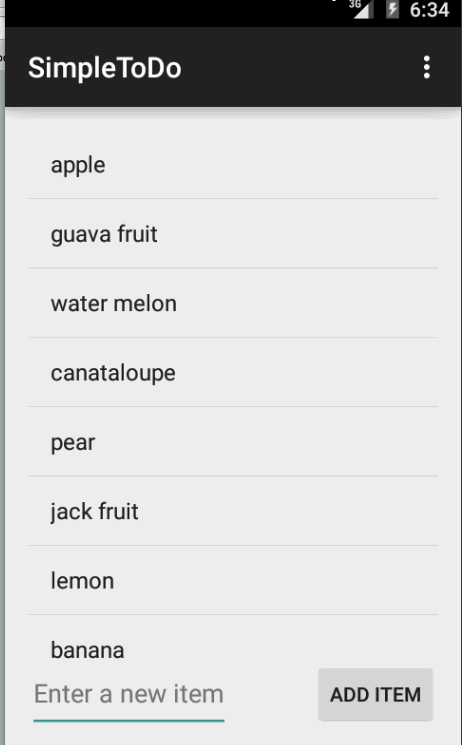 3G 6:34
SimpleToDo
apple
guava fruit
water melon
canataloupe
pear
jack fruit
lemon
banana
Enter a new item ADD ITEM